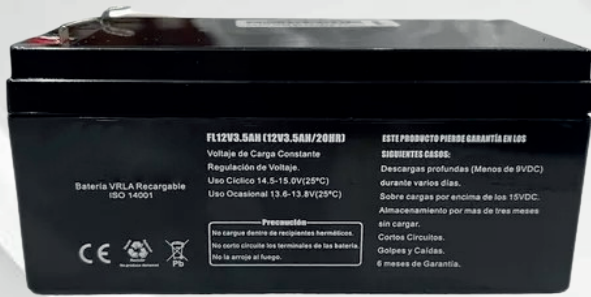 Batería VRLA Recargable
ISO 14001
CE
Pb
FL12V3.5AH (12V3.5AH/20HR)
Voltaje de Carga Constante
Regulación de Voltaje.
Uso Cíclico 14.5-15.0V(25ºC)
Uso Ocasional 13.6-13.8V(25ºC)
Precaución
No cargue dentro de recipientes herméticos.
No corto circuite los terminales de las batería.
No la arroje al fuego.
ESTE PRODUCTO PIERDE GARANTÍA EN LOS
SIGUIENTES CASOS:
Descargas profundas (Menos de 9VDC)
durante varios días.
Sobre cargas por encima de los 15VDC.
Almacenamiento por mas de tres meses
sin cargar.
Cortos Circuitos.
Golpes y Caídas.
6 meses de Garantía.